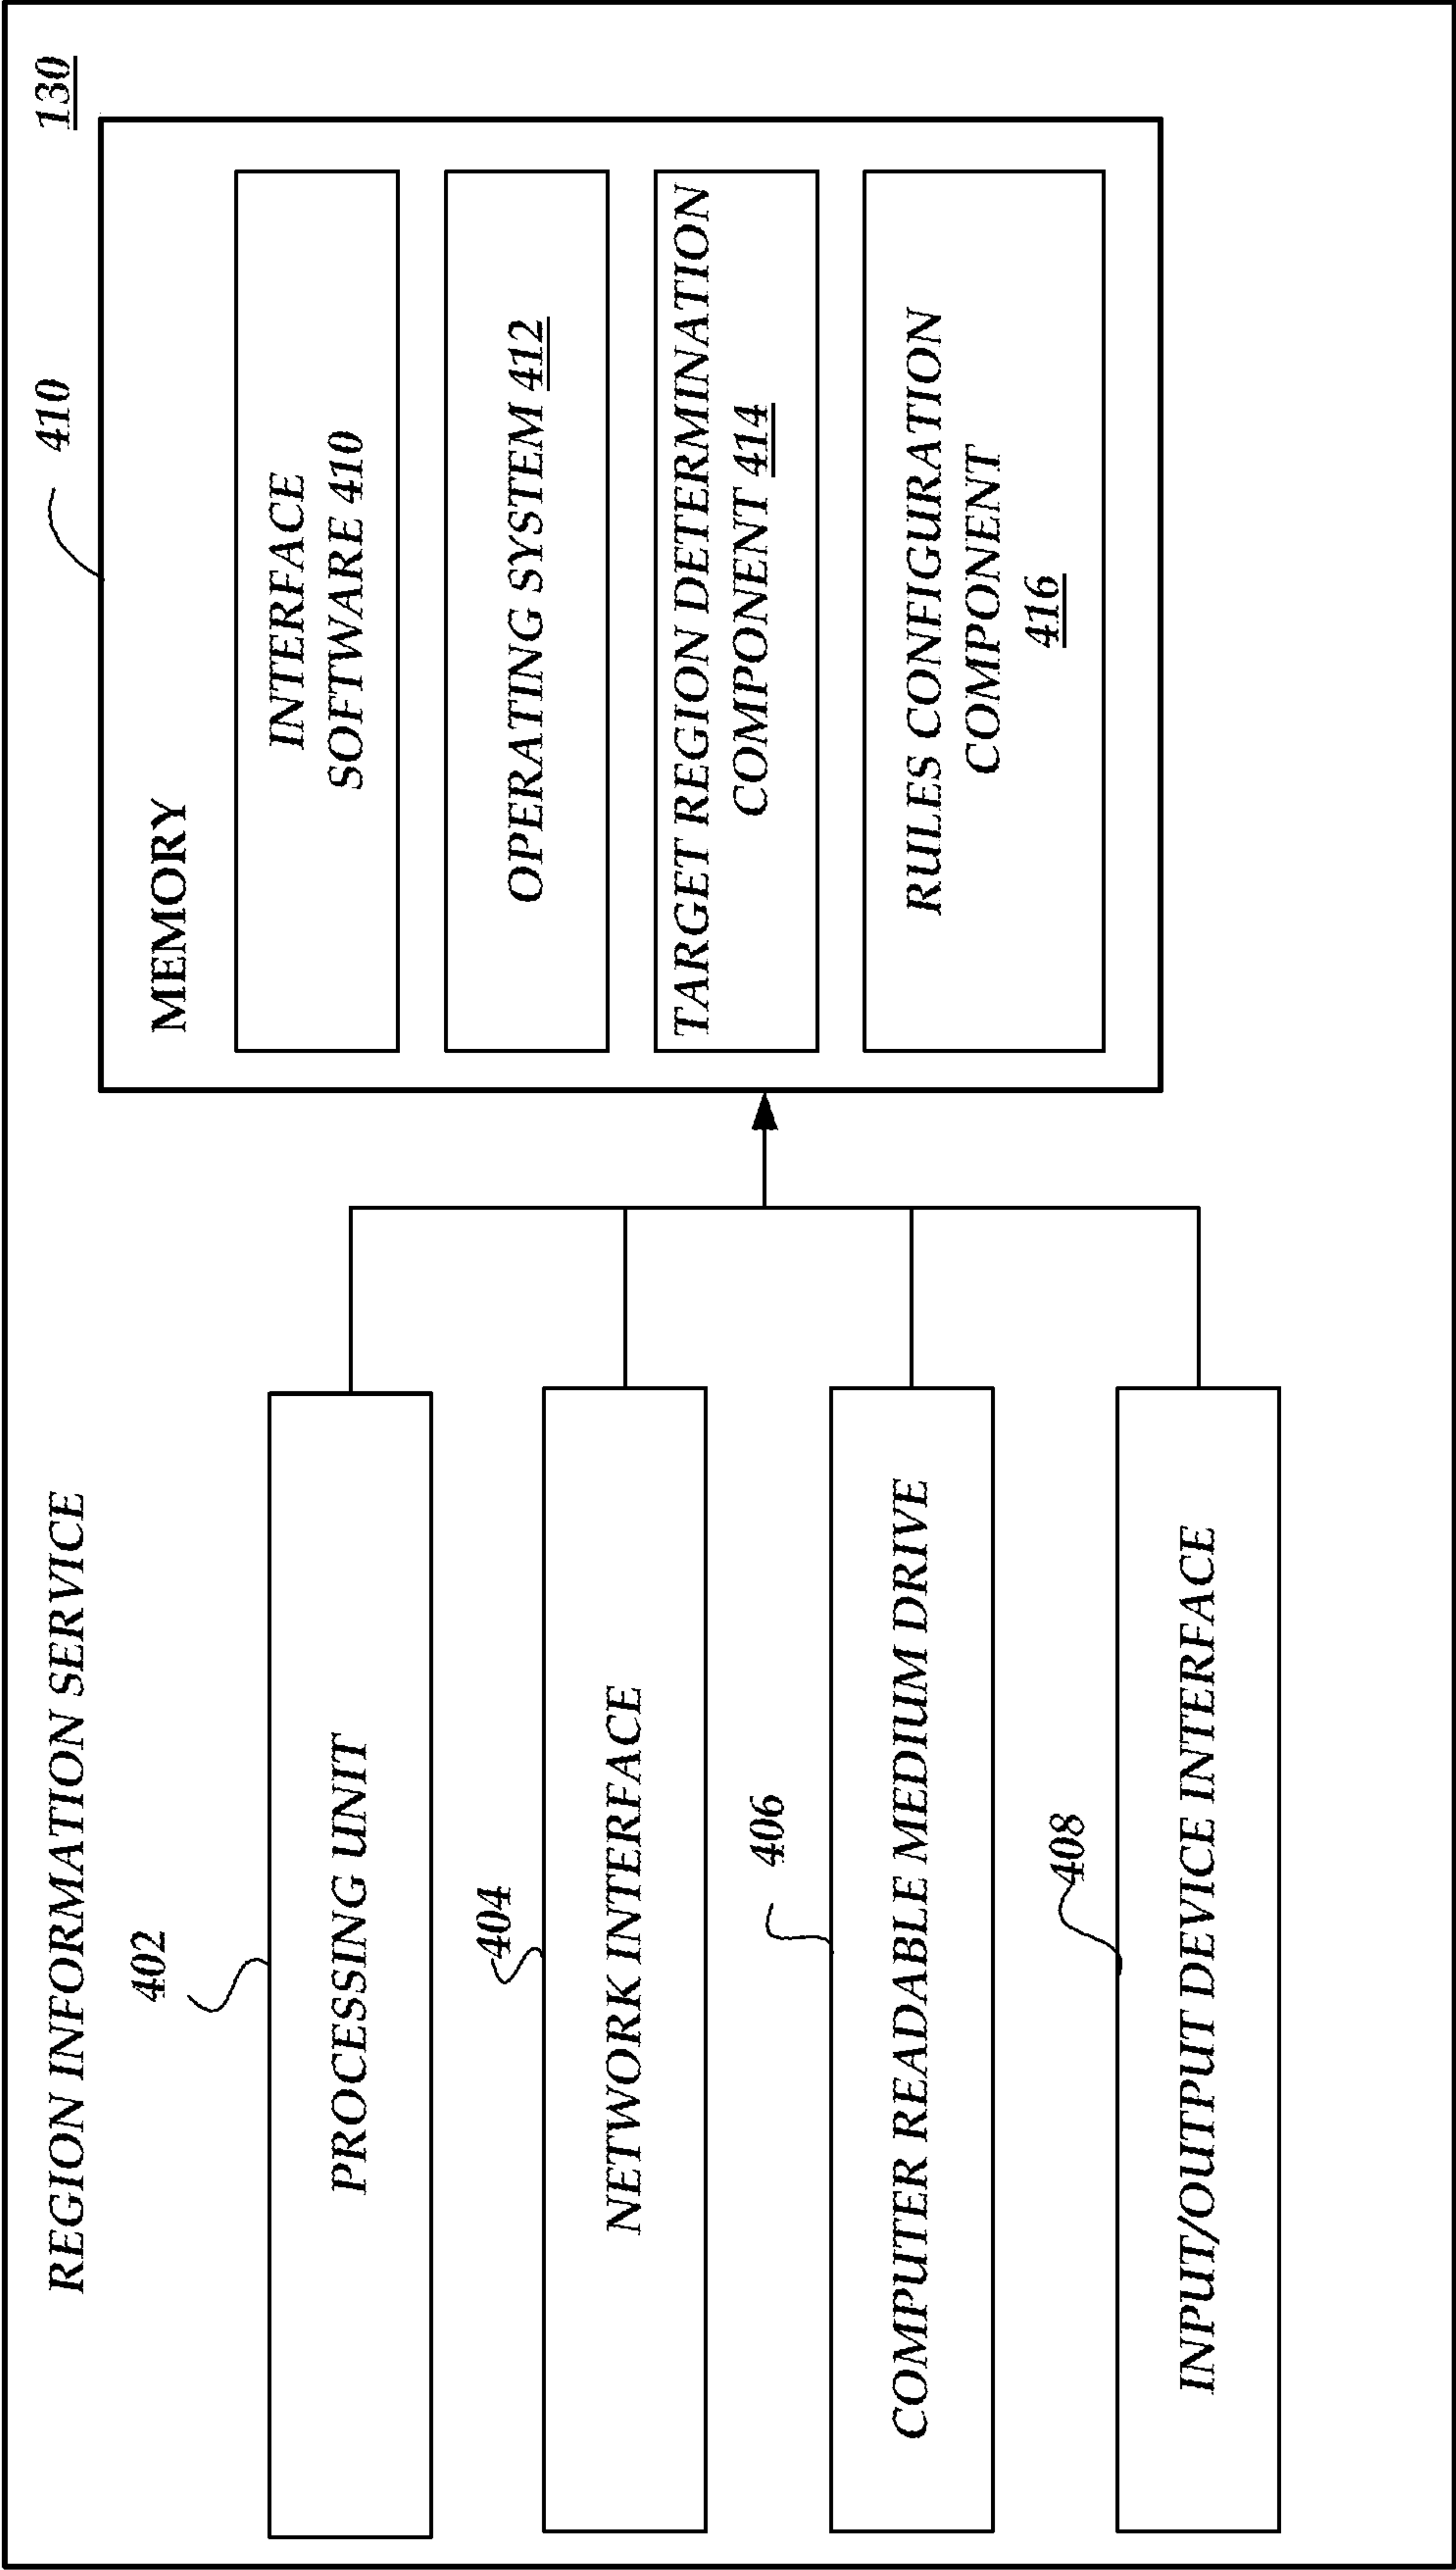 REGION INFORMATION SERVICE
130
402
PROCESSING UNIT
404
NETWORK INTERFACE
406
COMPUTER READABLE MEDIUM DRIVE
408
INPUT/OUTPUT DEVICE INTERFACE
410
MEMORY
INTERFACE
SOFTWARE 410
OPERATING SYSTEM 412
TARGET REGION DETERMINATION
COMPONENT 414
RULES CONFIGURATION
COMPONENT
416